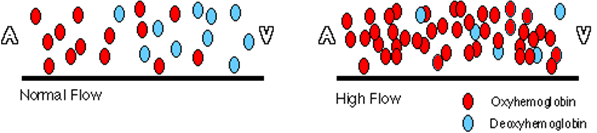 A V
Normal Flow
A V
High Flow
Oxyhemoglobin
Deoxyhemoglobin